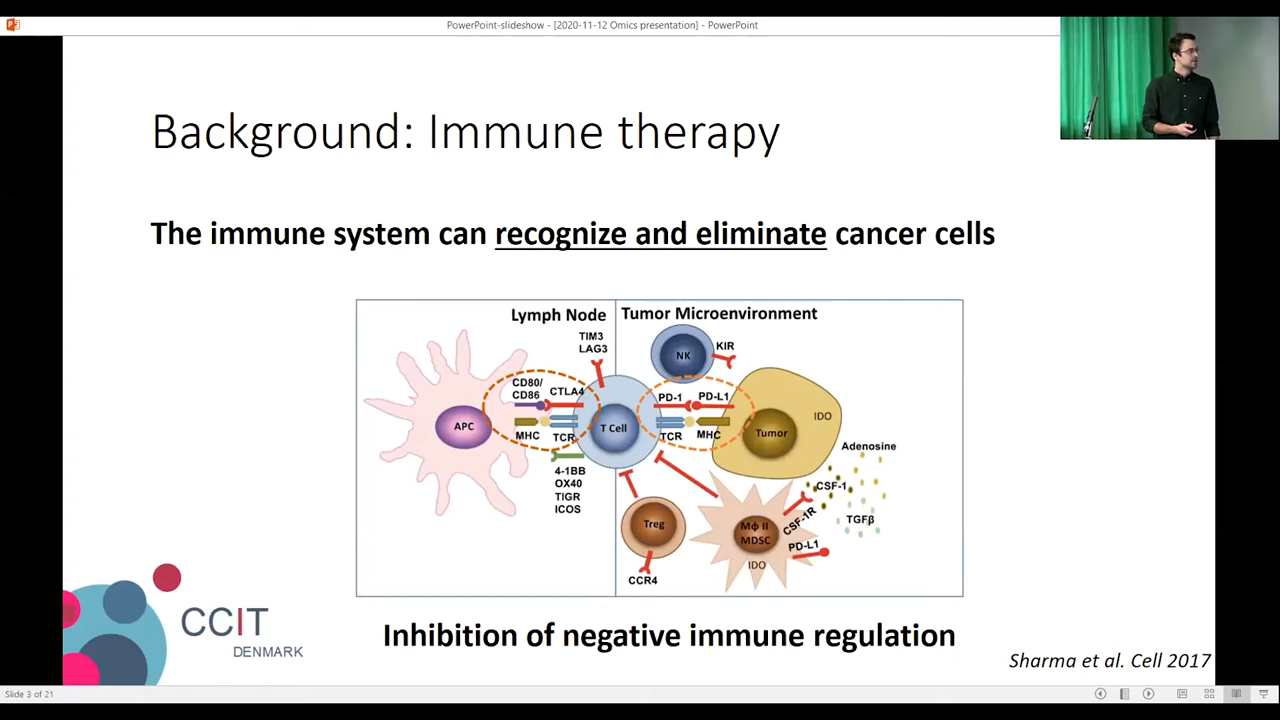 PowerPoint-slideshow - [2020-11-12 Omics presentation] - PowerPoint
Background: Immune therapy
The immune system can recognize and eliminate cancer cells
Lymph Node
Tumor Microenvironment
TIM3
LAG3
NK
KIR
CD80/
CD86
CTLA4
PD-1
PD-L1
IDO
APC
T Cell
Tumor
MHC
TCR
TCR
MHC
Adenosine
4-1BB
OX40
TIGR
ICOS
CSF-1
CSF-1R
TGFβ
Treg
Mф II
MDSC
PD-L1
IDO
CCR4
CCIT
DENMARK
Inhibition of negative immune regulation
Sharma et al. Cell 2017
Slide 3 of 21